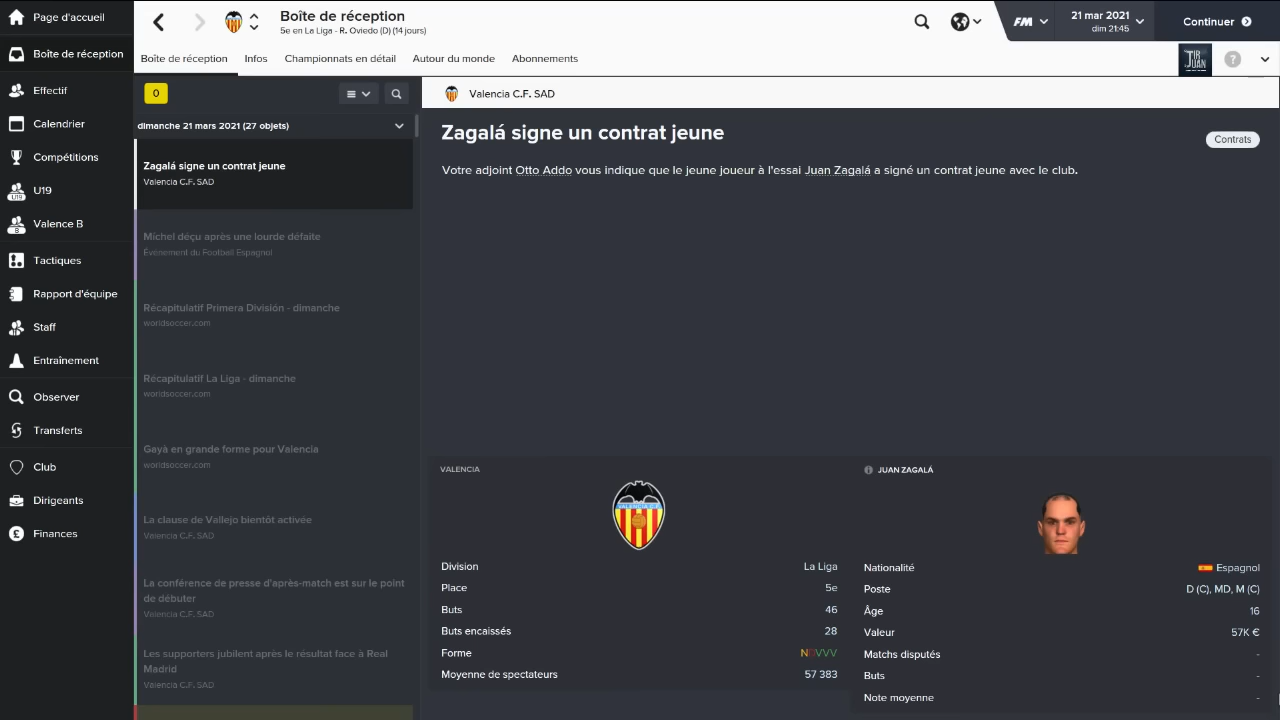 Page d'accueil
Boîte de réception
Effectif
Calendrier
Compétitions
U19
U19
Valence B
B
Tactiques
Rapport d'équipe
Staff
Entraînement
Observer
Transferts
Club
Dirigeants
Finances
Boîte de réception
5e en La Liga - R. Oviedo (D) (14 jours)
FM
21 mar 2021
dim 21:45
Continuer
Boîte de réception Infos Championnats en détail Autour du monde Abonnements
TIR JUAN
?
0
dimanche 21 mars 2021 (27 objets)
Zagalá signe un contrat jeune
Valencia C.F. SAD
Míchel déçu après une lourde défaite
Événement du Football Espagnol
Récapitulatif Primera División - dimanche
worldsoccer.com
Récapitulatif La Liga - dimanche
worldsoccer.com
Gayà en grande forme pour Valencia
worldsoccer.com
La clause de Vallejo bientôt activée
Valencia C.F. SAD
La conférence de presse d'après-match est sur le point
de débuter
Valencia C.F. SAD
Les supporters jubilent après le résultat face à Real
Madrid
Valencia C.F. SAD
Valencia C.F. SAD
Zagalá signe un contrat jeune
Contrats
Votre adjoint Otto Addo vous indique que le jeune joueur à l'essai Juan Zagalá a signé un contrat jeune avec le club.
VALENCIA
Division La Liga
Place 5e
Buts 46
Buts encaissés 28
Forme NDVVV
Moyenne de spectateurs 57 383
JUAN ZAGALÁ
Nationalité Espagnol
Poste D (C), MD, M (C)
Âge 16
Valeur 57K €
Matchs disputés -
Buts -
Note moyenne -